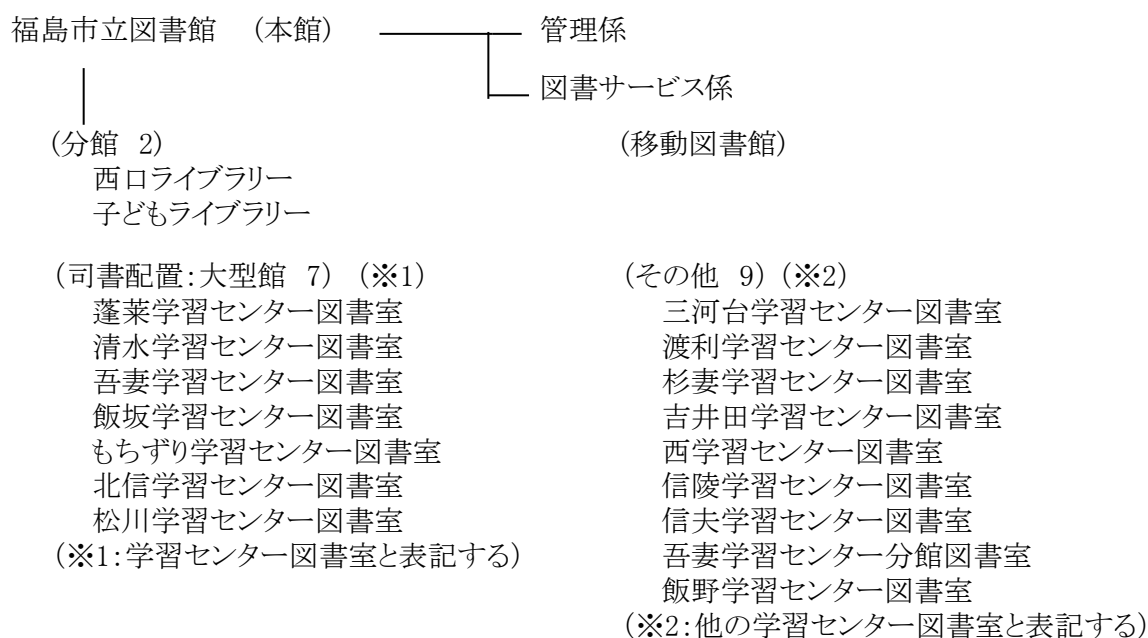 福島市立図書館 (本館) 管理係
図書サービス係
(分館 2) (移動図書館)
西口ライブラリー
子どもライブラリー
(司書配置:大型館 7) (※1) (その他 9) (※2)
蓬莱学習センター図書室 三河台学習センター図書室
清水学習センター図書室 渡利学習センター図書室
吾妻学習センター図書室 杉妻学習センター図書室
飯坂学習センター図書室 吉井田学習センター図書室
もちずり学習センター図書室 西学習センター図書室
北信学習センター図書室 信陵学習センター図書室
松川学習センター図書室 信夫学習センター図書室
(※1:学習センター図書室と表記する) 吾妻学習センター分館図書室
飯野学習センター図書室
(※2:他の学習センター図書室と表記する)